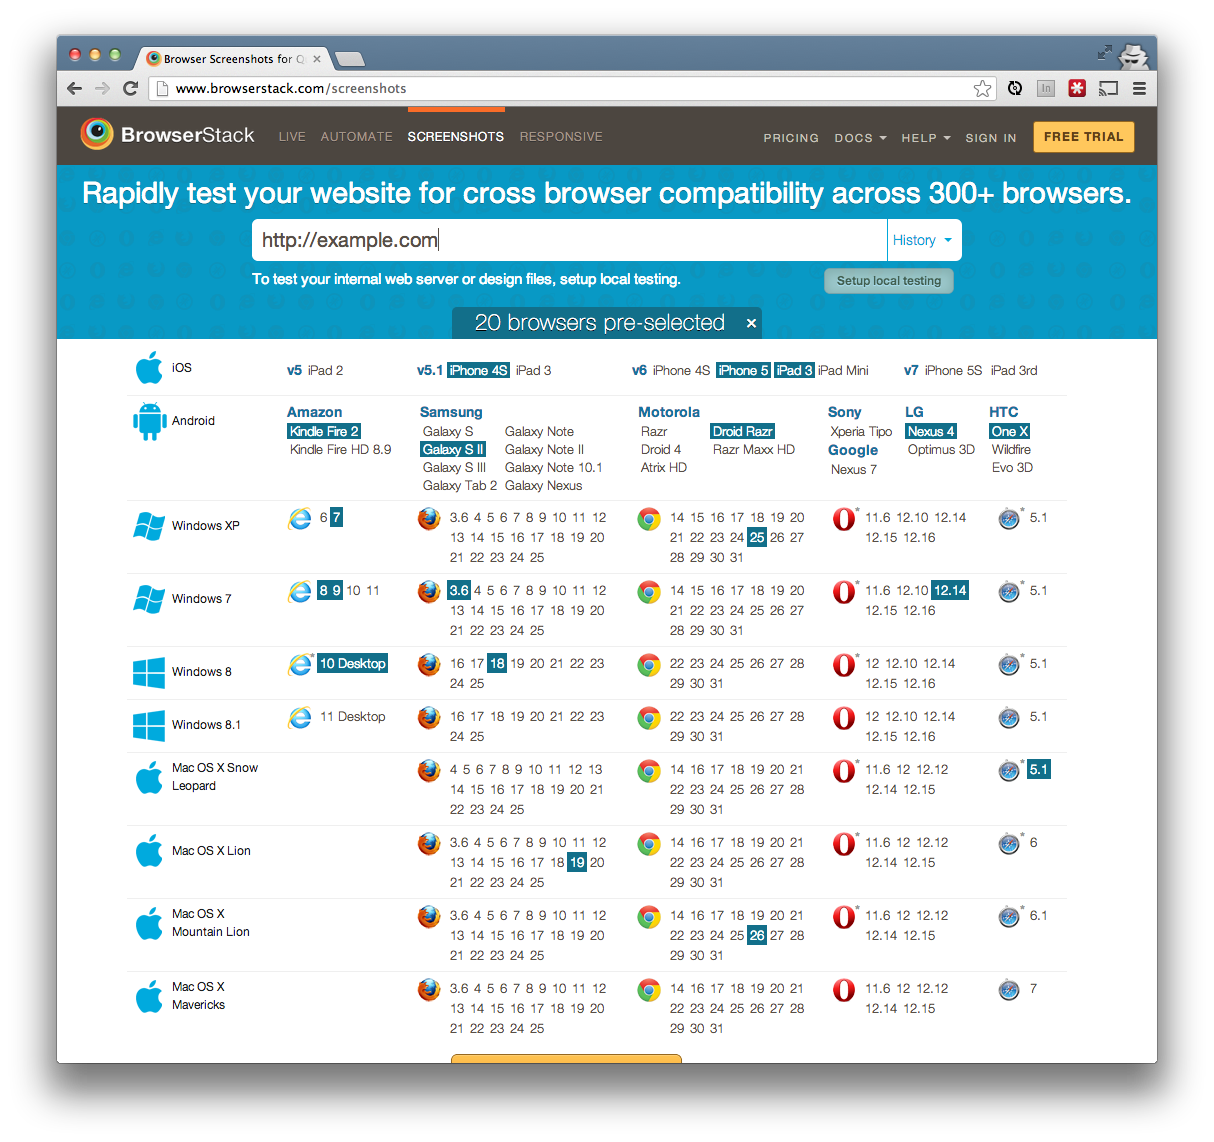 Browser Screenshots for Q
www.browserstack.com/screenshots
BrowserStack LIVE AUTOMATE SCREENSHOTS RESPONSIVE PRICING DOCS HELP SIGN IN FREE TRIAL
Rapidly test your website for cross browser compatibility across 300+ browsers.
http://example.com History
To test your internal web server or design files, setup local testing. Setup local testing
20 browsers pre-selected ×
iOS v5 iPad 2 v5.1 iPhone 4S iPad 3 v6 iPhone 4S iPhone 5 iPad 3 iPad Mini v7 iPhone 5S iPad 3rd
Android
Amazon
Kindle Fire 2
Kindle Fire HD 8.9
Samsung
Galaxy S Galaxy Note
Galaxy S II Galaxy Note II
Galaxy S III Galaxy Note 10.1
Galaxy Tab 2 Galaxy Nexus
Motorola
Razr Droid Razr
Droid 4 Razr Maxx HD
Atrix HD
Sony
Xperia Tipo
Google
Nexus 7
LG
Nexus 4
Optimus 3D
HTC
One X
Wildfire
Evo 3D
Windows XP
6 7
3.6 4 5 6 7 8 9 10 11 12
13 14 15 16 17 18 19 20
21 22 23 24 25
14 15 16 17 18 19 20
21 22 23 24 25 26 27
28 29 30 31
* 11.6 12.10 12.14
12.15 12.16
* 5.1
Windows 7
8 9 10 11
3.6 4 5 6 7 8 9 10 11 12
13 14 15 16 17 18 19 20
21 22 23 24 25
14 15 16 17 18 19 20
21 22 23 24 25 26 27
28 29 30 31
* 11.6 12.10 12.14
12.15 12.16
* 5.1
Windows 8
* 10 Desktop
16 17 18 19 20 21 22 23
24 25
22 23 24 25 26 27 28
29 30 31
* 12 12.10 12.14
12.15 12.16
* 5.1
Windows 8.1
11 Desktop
16 17 18 19 20 21 22 23
24 25
22 23 24 25 26 27 28
29 30 31
12 12.10 12.14
12.15 12.16
5.1
Mac OS X Snow
Leopard
4 5 6 7 8 9 10 11 12 13
14 15 16 17 18 19 20 21
22 23 24 25
14 16 17 18 19 20 21
22 23 24 25 26 27 28
29 30 31
* 11.6 12 12.12
12.14 12.15
* 5.1
Mac OS X Lion
3.6 4 5 6 7 8 9 10 11 12
13 14 15 16 17 18 19 20
21 22 23 24 25
14 16 17 18 19 20 21
22 23 24 25 26 27 28
29 30 31
* 11.6 12 12.12
12.14 12.15
* 6
Mac OS X
Mountain Lion
3.6 4 5 6 7 8 9 10 11 12
13 14 15 16 17 18 19 20
21 22 23 24 25
14 16 17 18 19 20 21
22 23 24 25 26 27 28
29 30 31
* 11.6 12 12.12
12.14 12.15
* 6.1
Mac OS X
Mavericks
3.6 4 5 6 7 8 9 10 11 12
13 14 15 16 17 18 19 20
21 22 23 24 25
14 16 17 18 19 20 21
22 23 24 25 26 27 28
29 30 31
11.6 12 12.12
12.14 12.15
7